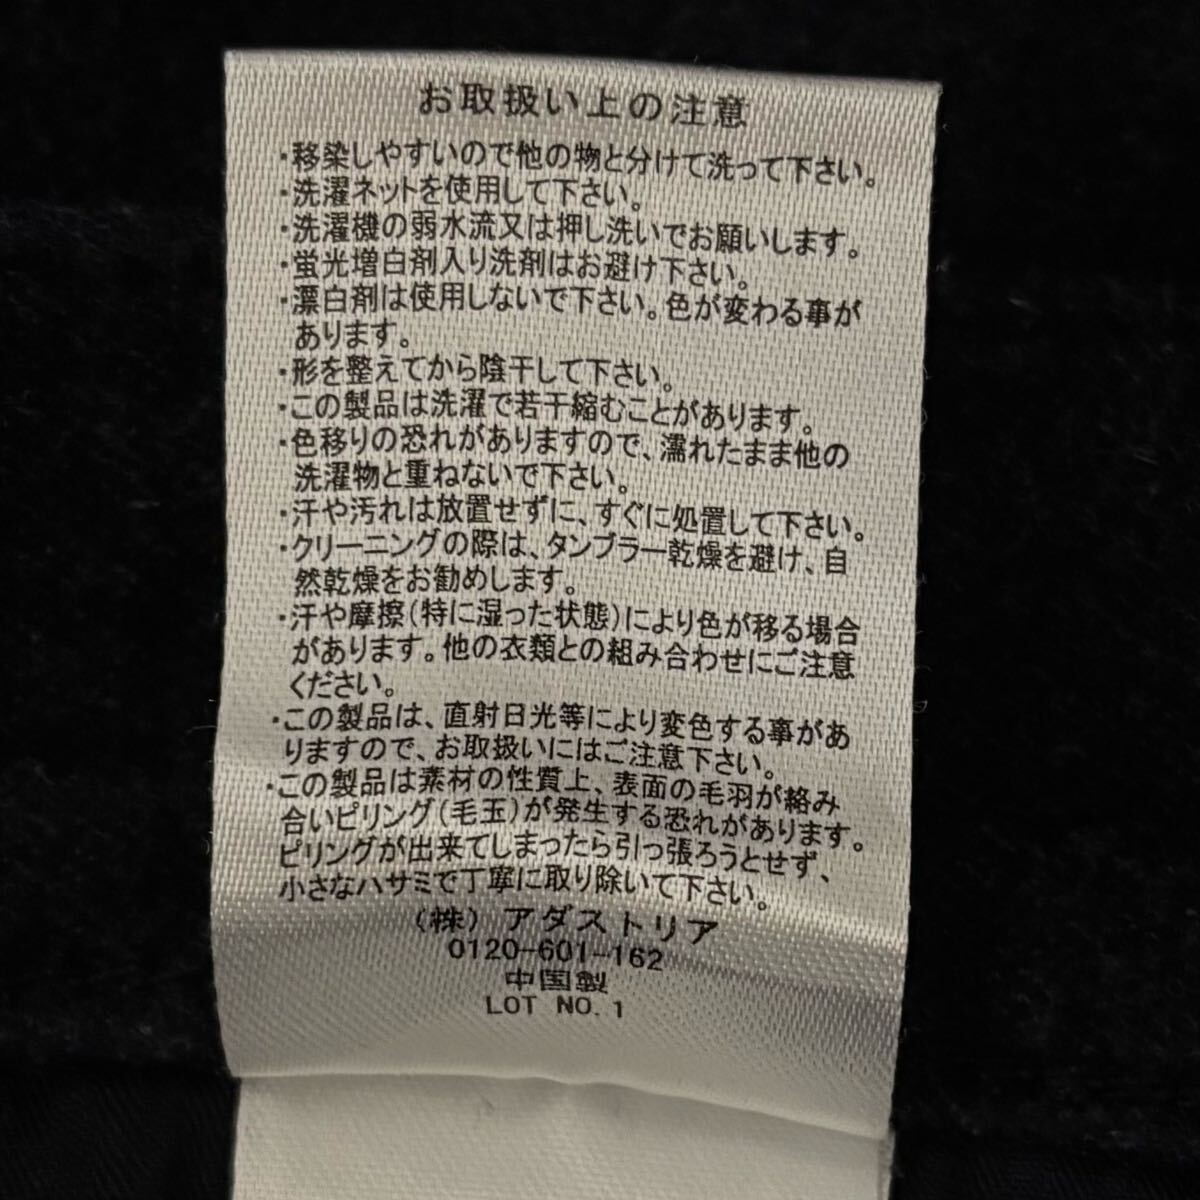 お取扱い上の注意
・移染しやすいので他の物と分けて洗って下さい。
・洗濯ネットを使用して下さい。
・洗濯機の弱水流又は押し洗いでお願いします。
・蛍光増白剤入り洗剤はお避け下さい。
・漂白剤は使用しないで下さい。色が変わる事が
あります。
・形を整えてから陰干して下さい。
・この製品は洗濯で若干縮むことがあります。
・色移りの恐れがありますので、濡れたまま他の
洗濯物と重ねないで下さい。
・汗や汚れは放置せずに、すぐに処置して下さい。
・クリーニングの際は、タンブラー乾燥を避け、自
然乾燥をお勧めします。
・汗や摩擦(特に湿った状態)により色が移る場合
があります。他の衣類との組み合わせにご注意
ください。
・この製品は、直射日光等により変色する事があ
りますので、お取扱いにはご注意下さい。
・この製品は素材の性質上、表面の毛羽が絡み
合いピリング(毛玉)が発生する恐れがあります。
ピリングが出来てしまったら引っ張ろうとせず、
小さなハサミで丁寧に取り除いて下さい。
(株)アダストリア
0120-601-162
中国製
LOT NO. 1